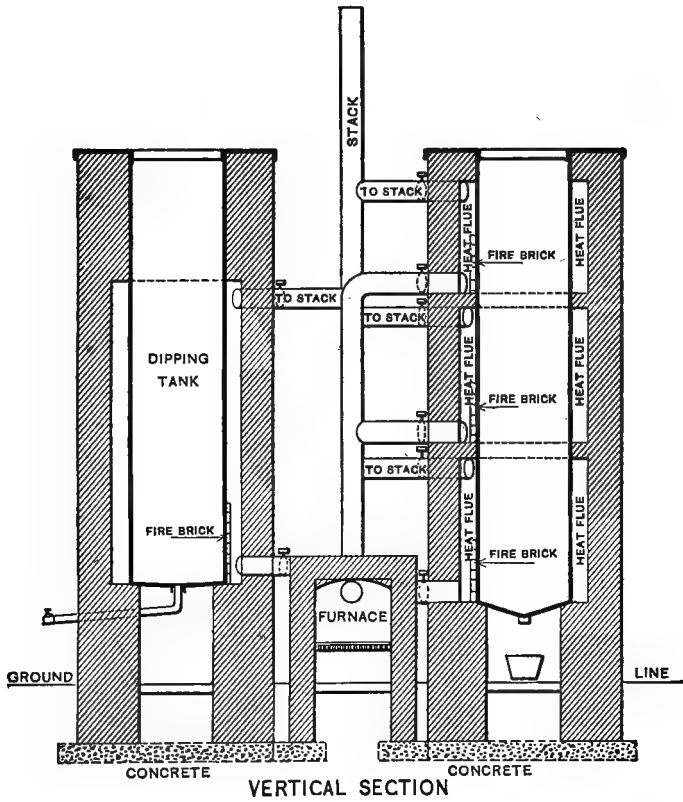 STACK
TO STACK
HEAT FLUE
HEAT FLUE
FIRE BRICK
TO STACK
TO STACK
DIPPING
TANK
HEAT FLUE
HEAT FLUE
FIRE BRICK
TO STACK
HEAT FLUE
HEAT FLUE
FIRE BRICK
FIRE BRICK
FURNACE
GROUND
LINE
CONCRETE
CONCRETE
VERTICAL SECTION